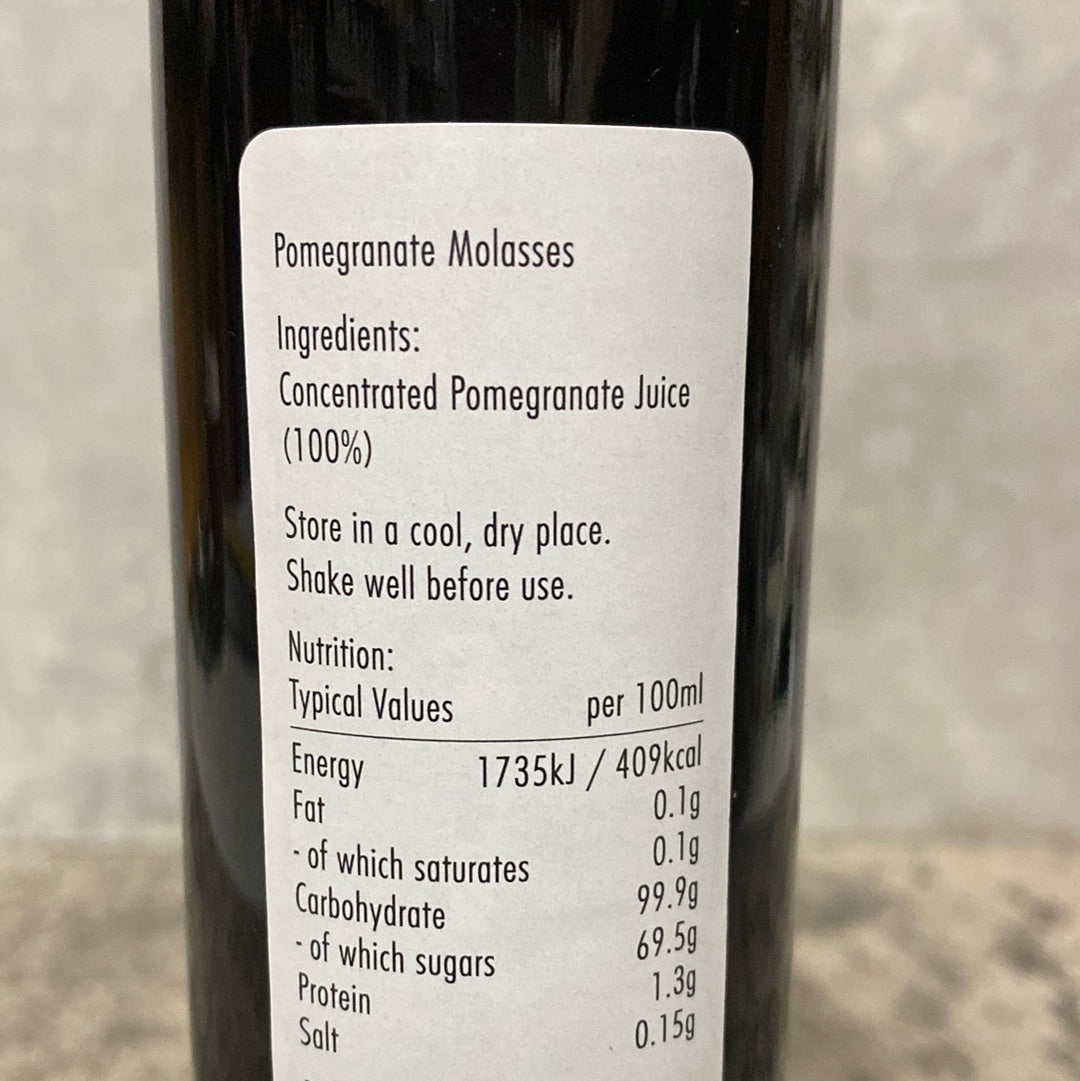 Pomegranate Molasses
Ingredients:
Concentrated Pomegranate Juice
(100%)
Store in a cool, dry place.
Shake well before use.
Nutrition:
Typical Values per 100ml
Energy 1735kJ / 409kcal
Fat 0.1g
- of which saturates 0.1g
Carbohydrate 99.9g
- of which sugars 69.5g
Protein 1.3g
Salt 0.15g